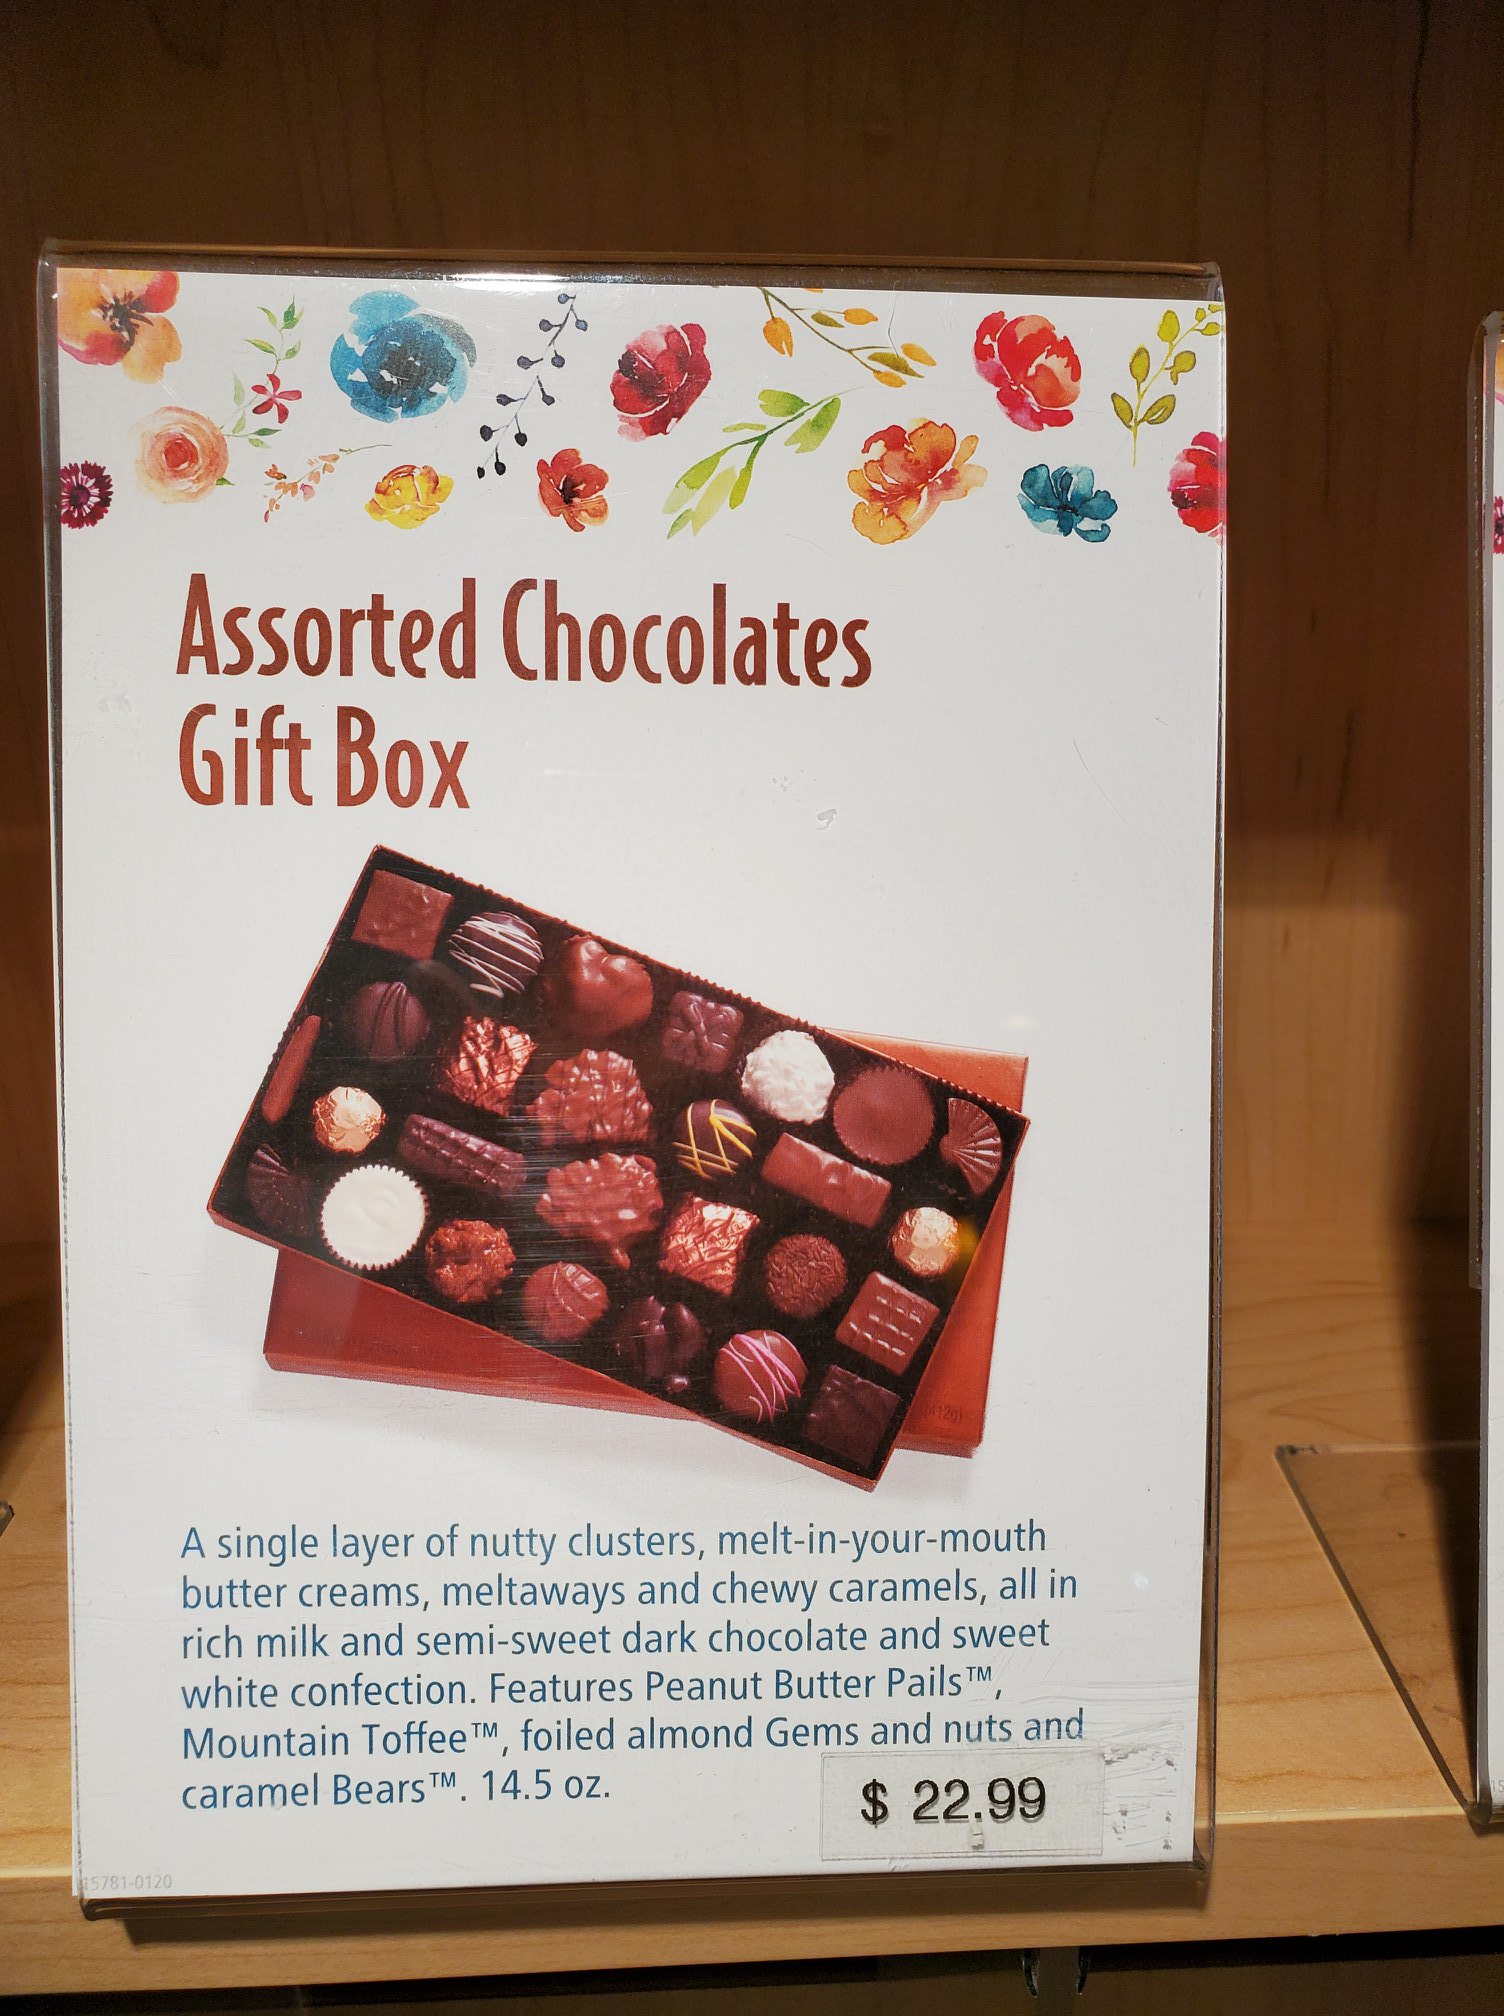 Assorted Chocolates
Gift Box
A single layer of nutty clusters, melt-in-your-mouth
butter creams, meltaways and chewy caramels, all in
rich milk and semi-sweet dark chocolate and sweet
white confection. Features Peanut Butter Pails™,
Mountain Toffee™, foiled almond Gems and nuts and
caramel Bears™. 14.5 oz.
$ 22.99
15781-0120